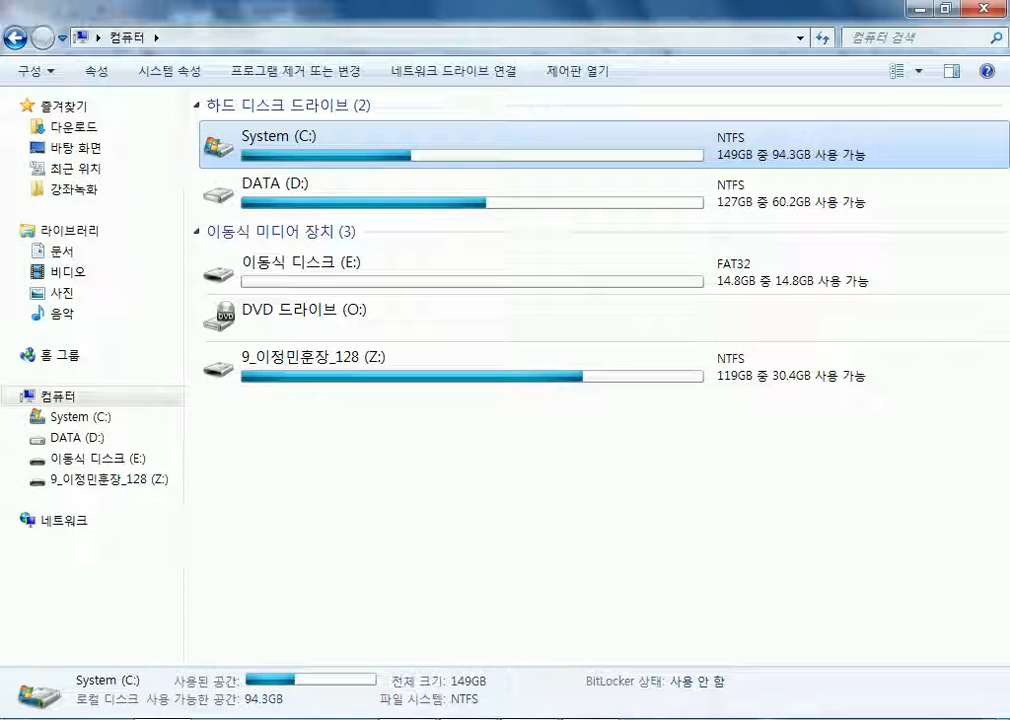 컴퓨터
컴퓨터 검색
구성 속성 시스템 속성 프로그램 제거 또는 변경 네트워크 드라이브 연결 제어판 열기
즐겨찾기
다운로드
바탕 화면
최근 위치
강좌녹화
라이브러리
문서
비디오
사진
음악
홈 그룹
컴퓨터
System (C:)
DATA (D:)
이동식 디스크 (E:)
9_이정민훈장_128 (Z:)
네트워크
하드 디스크 드라이브 (2)
System (C:)
NTFS
149GB 중 94.3GB 사용 가능
DATA (D:)
NTFS
127GB 중 60.2GB 사용 가능
이동식 미디어 장치 (3)
이동식 디스크 (E:)
FAT32
14.8GB 중 14.8GB 사용 가능
DVD
DVD 드라이브 (O:)
9_이정민훈장_128 (Z:)
NTFS
119GB 중 30.4GB 사용 가능
System (C:) 사용된 공간: 전체 크기: 149GB BitLocker 상태: 사용 안 함
로컬 디스크 사용 가능한 공간: 94.3GB 파일 시스템: NTFS